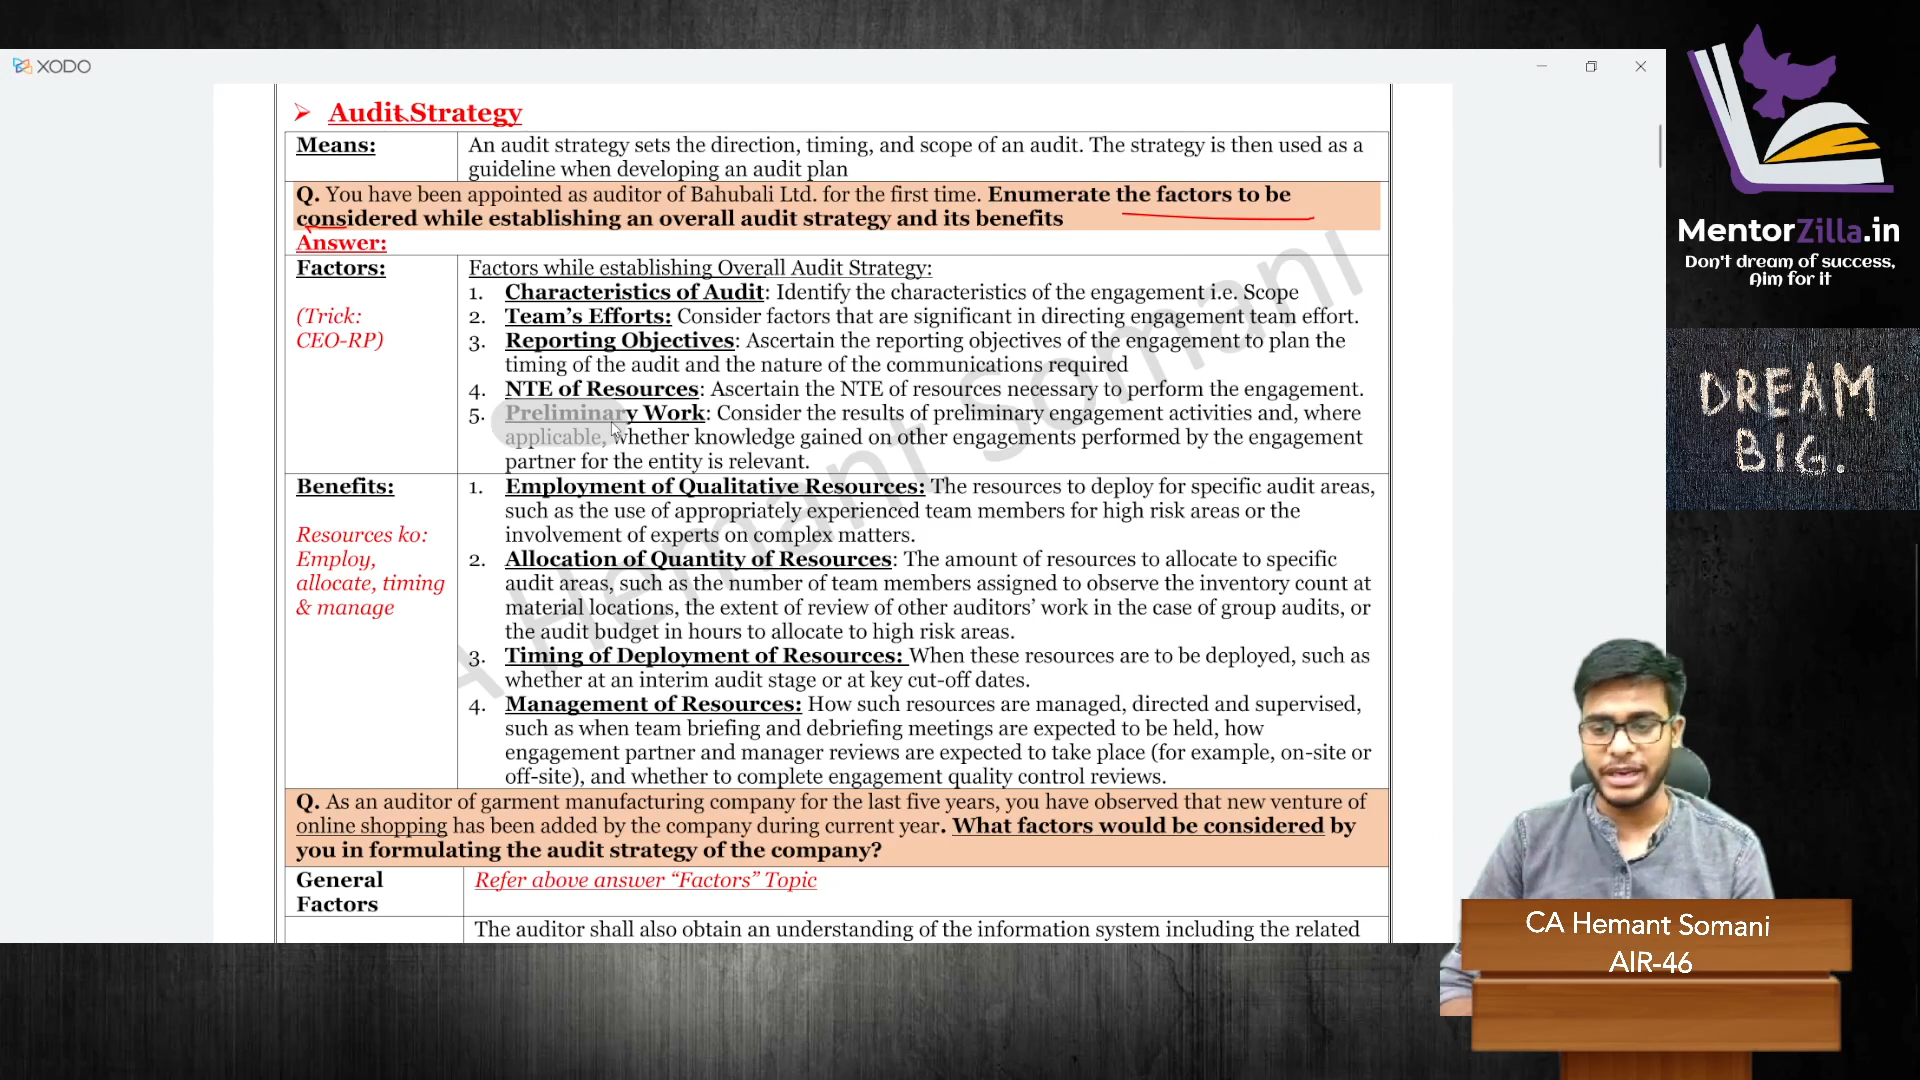 XODO
➢ Audit Strategy
Means:
An audit strategy sets the direction, timing, and scope of an audit. The strategy is then used as a
guideline when developing an audit plan
Q. You have been appointed as auditor of Bahubali Ltd. for the first time. Enumerate the factors to be
considered while establishing an overall audit strategy and its benefits
Answer:
Factors:
(Trick:
CEO-RP)
Factors while establishing Overall Audit Strategy:
1. Characteristics of Audit: Identify the characteristics of the engagement i.e. Scope
2. Team's Efforts: Consider factors that are significant in directing engagement team effort.
3. Reporting Objectives: Ascertain the reporting objectives of the engagement to plan the
timing of the audit and the nature of the communications required
4. NTE of Resources: Ascertain the NTE of resources necessary to perform the engagement.
5. Preliminary Work: Consider the results of preliminary engagement activities and, where
applicable, whether knowledge gained on other engagements performed by the engagement
partner for the entity is relevant.
Benefits:
Resources ko:
Employ,
allocate, timing
& manage
1. Employment of Qualitative Resources: The resources to deploy for specific audit areas,
such as the use of appropriately experienced team members for high risk areas or the
involvement of experts on complex matters.
2. Allocation of Quantity of Resources: The amount of resources to allocate to specific
audit areas, such as the number of team members assigned to observe the inventory count at
material locations, the extent of review of other auditors' work in the case of group audits, or
the audit budget in hours to allocate to high risk areas.
3. Timing of Deployment of Resources: When these resources are to be deployed, such as
whether at an interim audit stage or at key cut-off dates.
4. Management of Resources: How such resources are managed, directed and supervised,
such as when team briefing and debriefing meetings are expected to be held, how
engagement partner and manager reviews are expected to take place (for example, on-site or
off-site), and whether to complete engagement quality control reviews.
Q. As an auditor of garment manufacturing company for the last five years, you have observed that new venture of
online shopping has been added by the company during current year. What factors would be considered by
you in formulating the audit strategy of the company?
General
Factors
Refer above answer “Factors” Topic
The auditor shall also obtain an understanding of the information system including the related
A Hemant Somani
MentorZilla.in
Don't dream of success,
Aim for it
DREAM
BIG.
CA Hemant Somani
AIR-46